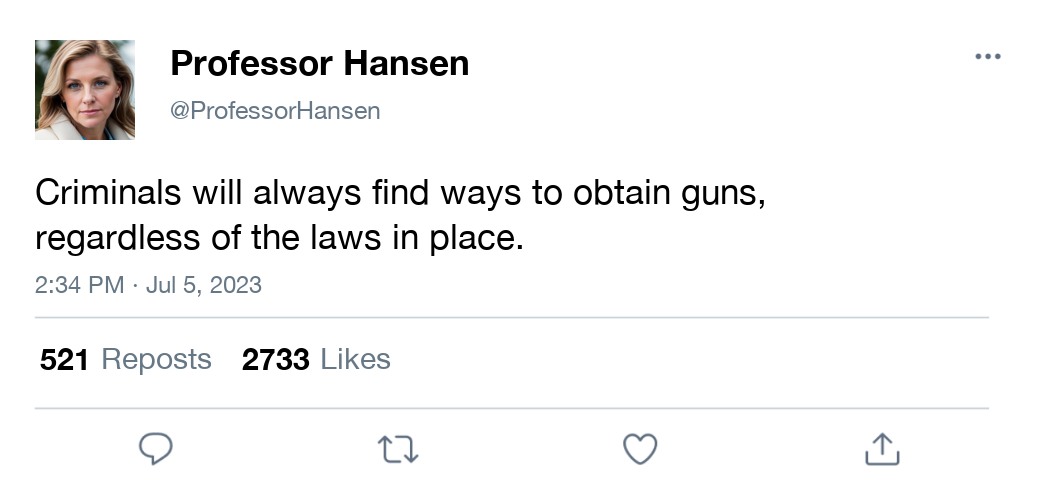 Professor Hansen
@ProfessorHansen
Criminals will always find ways to obtain guns,
regardless of the laws in place.
2:34 PM · Jul 5, 2023
521 Reposts 2733 Likes